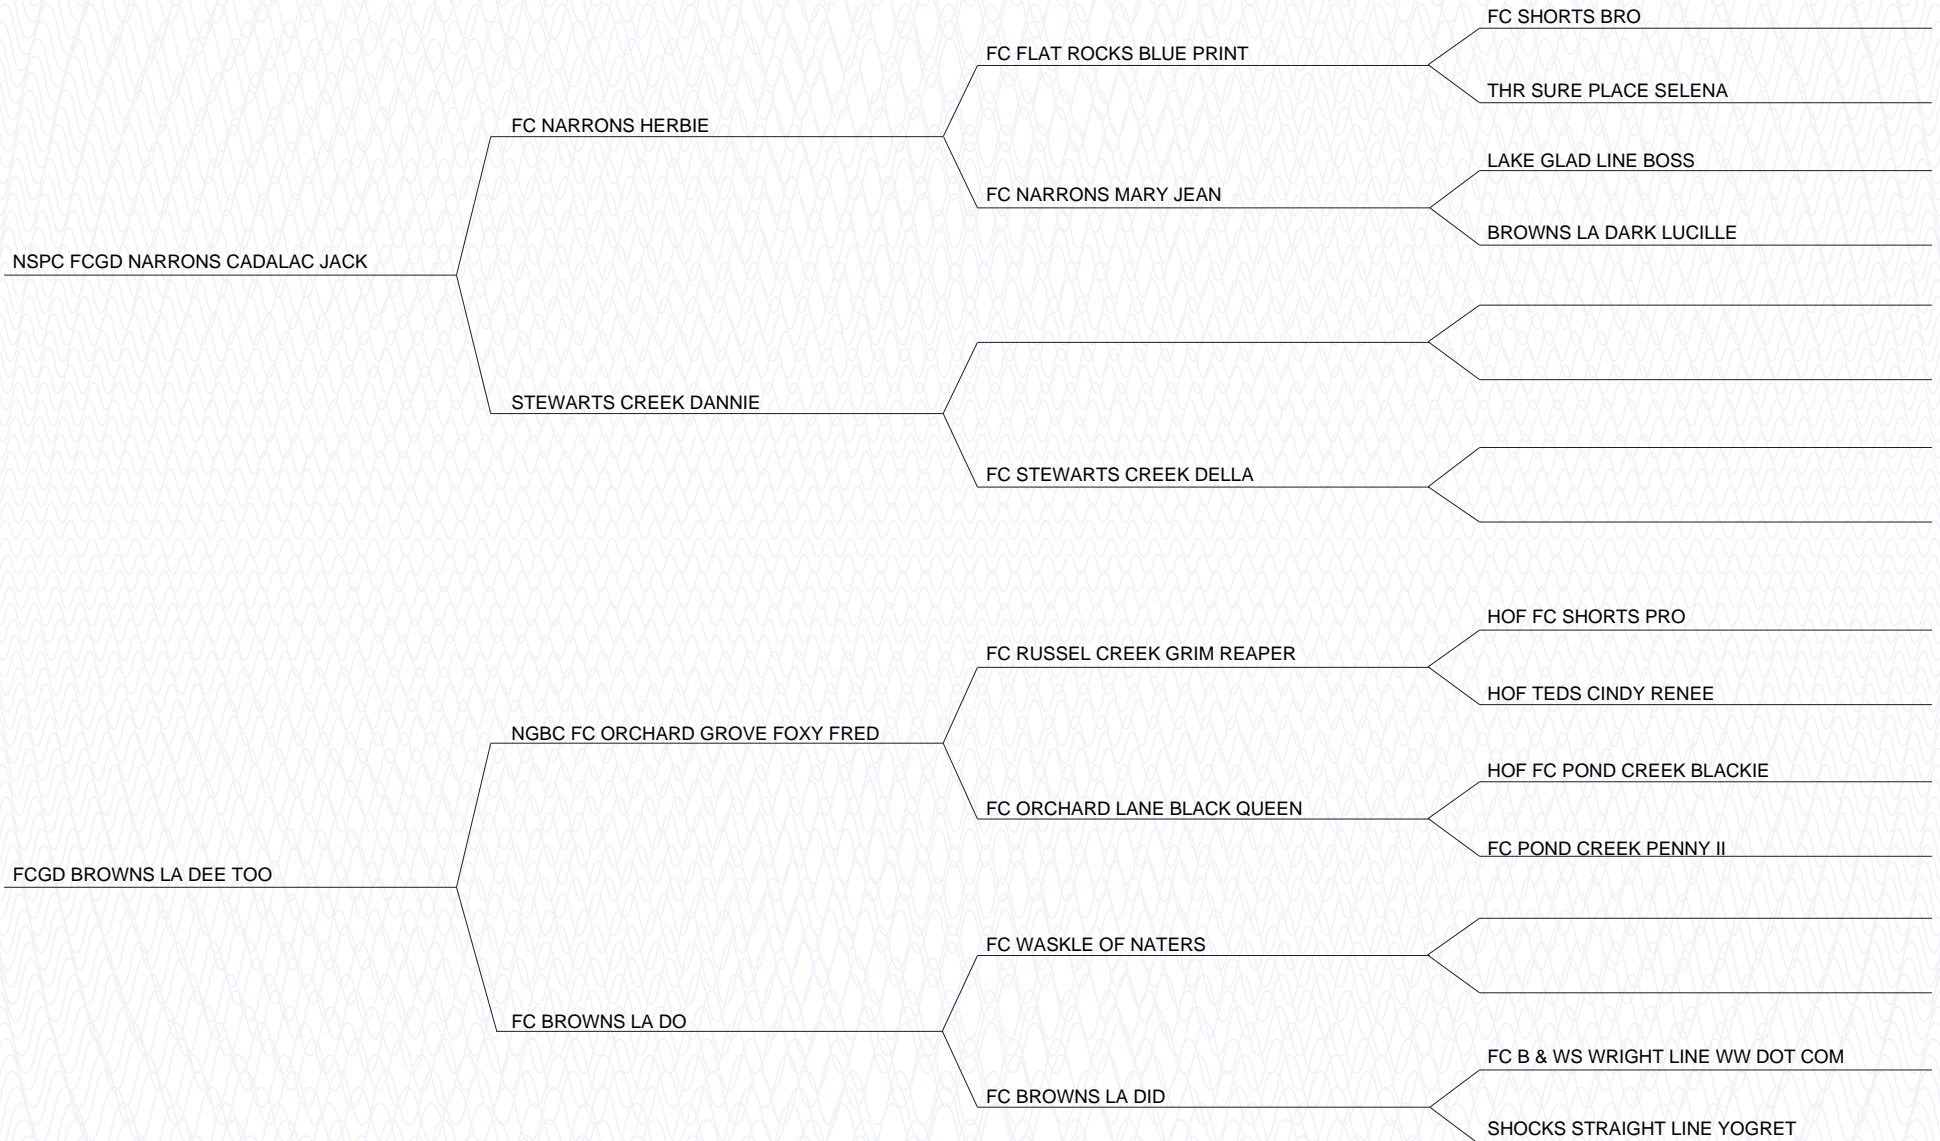 FC SHORTS BRO
FC FLAT ROCKS BLUE PRINT
THR SURE PLACE SELENA
FC NARRONS HERBIE
LAKE GLAD LINE BOSS
FC NARRONS MARY JEAN
BROWNS LA DARK LUCILLE
NSPC FCGD NARRONS CADALAC JACK
STEWARTS CREEK DANNIE
FC STEWARTS CREEK DELLA
HOF FC SHORTS PRO
FC RUSSEL CREEK GRIM REAPER
HOF TEDS CINDY RENEE
NGBC FC ORCHARD GROVE FOXY FRED
HOF FC POND CREEK BLACKIE
FC ORCHARD LANE BLACK QUEEN
FC POND CREEK PENNY II
FCGD BROWNS LA DEE TOO
FC WASKLE OF NATERS
FC BROWNS LA DO
FC B & WS WRIGHT LINE WW DOT COM
FC BROWNS LA DID
SHOCKS STRAIGHT LINE YOGRET